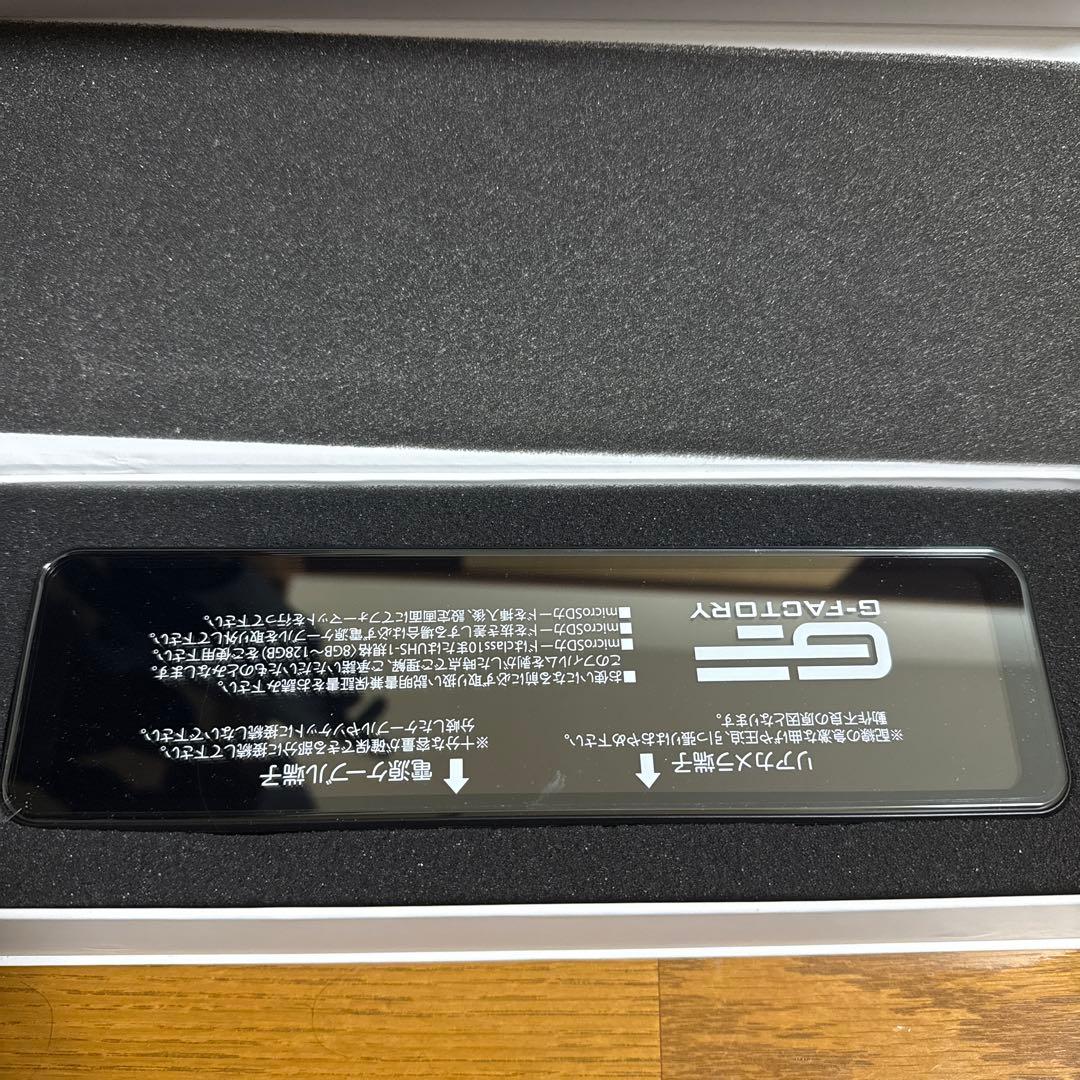 リアカメラ端子
※配線の急激な曲げや圧迫、引っ張りはおやめ下さい。
動作不良の原因となります。
電源ケーブル端子
※十分な容量が確保できる部分に接続して下さい。
分岐したケーブルやソケットに接続しないで下さい。
G-FACTORY
■お使いになる前に必ず取り扱い説明書兼保証書をお読み下さい。
このフィルムを剥がした時点でご理解、ご承諾いただいたものとみなします。
■microSDカードはclass10またはUHS-1規格(8GB～128GB)をご使用下さい。
■microSDカードを抜き差しする場合は必ず電源ケーブルを取り外して下さい。
■microSDカードを挿入後、設定画面にてフォーマットを行って下さい。